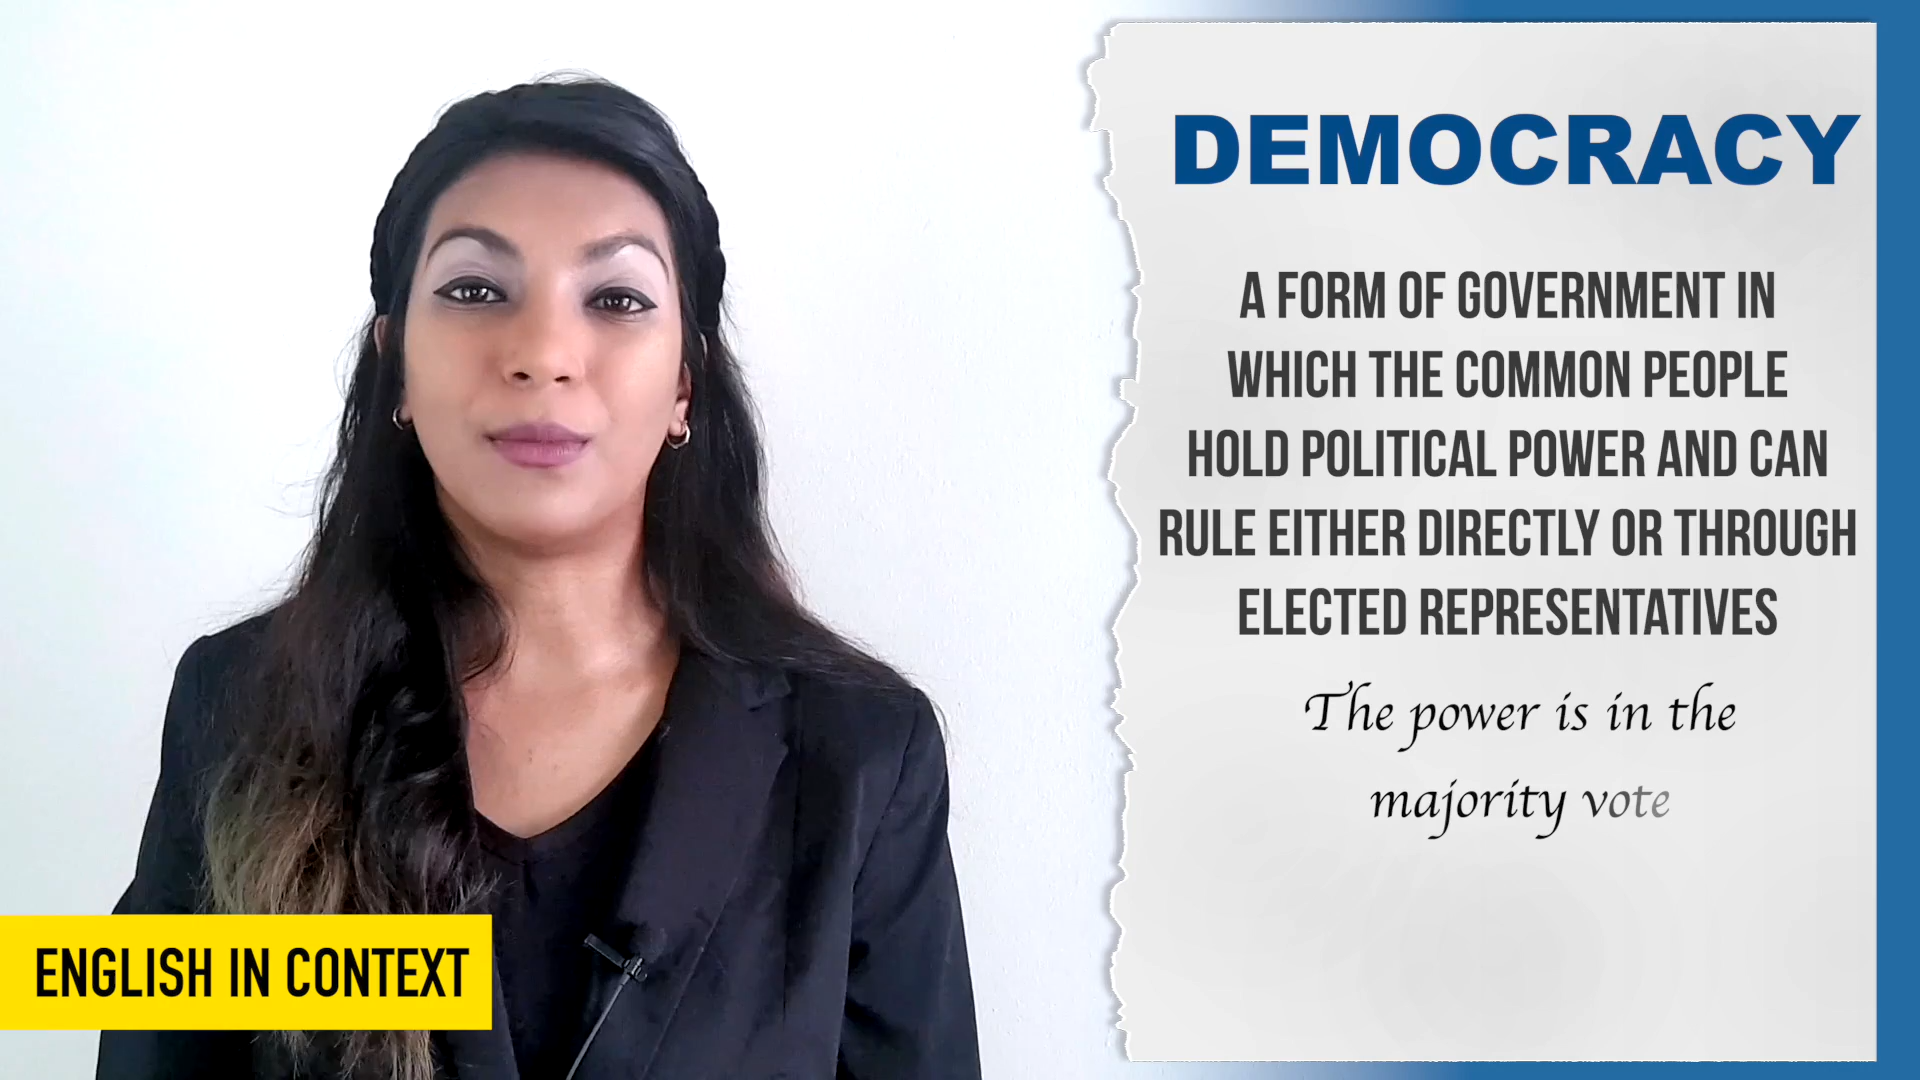 DEMOCRACY
A FORM OF GOVERNMENT IN
WHICH THE COMMON PEOPLE
HOLD POLITICAL POWER AND CAN
RULE EITHER DIRECTLY OR THROUGH
ELECTED REPRESENTATIVES
The power is in the
majority vote
ENGLISH IN CONTEXT